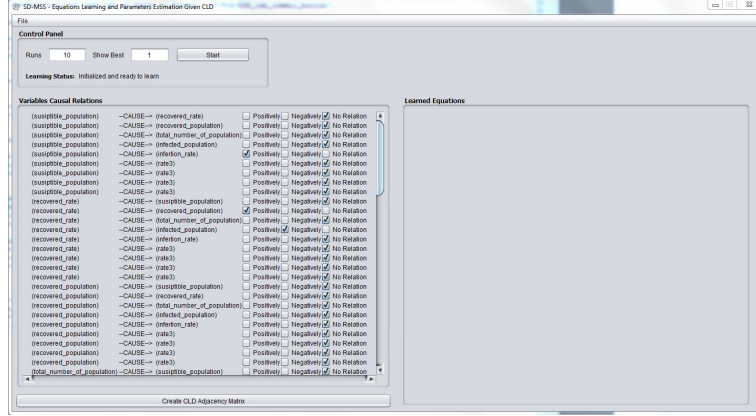 SD-MSS - Equations Learning and Parameters Estimation Given CLD
File
Control Panel
Runs 10 Show Best 1 Start
Learning Status: Initialized and ready to learn
Variables Causal Relations
Learned Equations
(susiptible_population) --CAUSE--> (recovered_rate) Positively Negatively No Relation
(susiptible_population) --CAUSE--> (recovered_population) Positively Negatively No Relation
(susiptible_population) --CAUSE--> (total_number_of_population) Positively Negatively No Relation
(susiptible_population) --CAUSE--> (infected_population) Positively Negatively No Relation
(susiptible_population) --CAUSE--> (infertion_rate) Positively Negatively No Relation
(susiptible_population) --CAUSE--> (rate3) Positively Negatively No Relation
(susiptible_population) --CAUSE--> (rate3) Positively Negatively No Relation
(susiptible_population) --CAUSE--> (rate3) Positively Negatively No Relation
(susiptible_population) --CAUSE--> (rate3) Positively Negatively No Relation
(recovered_rate) --CAUSE--> (susiptible_population) Positively Negatively No Relation
(recovered_rate) --CAUSE--> (recovered_population) Positively Negatively No Relation
(recovered_rate) --CAUSE--> (total_number_of_population) Positively Negatively No Relation
(recovered_rate) --CAUSE--> (infected_population) Positively Negatively No Relation
(recovered_rate) --CAUSE--> (infertion_rate) Positively Negatively No Relation
(recovered_rate) --CAUSE--> (rate3) Positively Negatively No Relation
(recovered_rate) --CAUSE--> (rate3) Positively Negatively No Relation
(recovered_rate) --CAUSE--> (rate3) Positively Negatively No Relation
(recovered_rate) --CAUSE--> (rate3) Positively Negatively No Relation
(recovered_population) --CAUSE--> (susiptible_population) Positively Negatively No Relation
(recovered_population) --CAUSE--> (recovered_rate) Positively Negatively No Relation
(recovered_population) --CAUSE--> (total_number_of_population) Positively Negatively No Relation
(recovered_population) --CAUSE--> (infected_population) Positively Negatively No Relation
(recovered_population) --CAUSE--> (infertion_rate) Positively Negatively No Relation
(recovered_population) --CAUSE--> (rate3) Positively Negatively No Relation
(recovered_population) --CAUSE--> (rate3) Positively Negatively No Relation
(recovered_population) --CAUSE--> (rate3) Positively Negatively No Relation
(recovered_population) --CAUSE--> (rate3) Positively Negatively No Relation
(total_number_of_population) --CAUSE--> (susiptible_population) Positively Negatively No Relation
Create CLD Adjacency Matrix